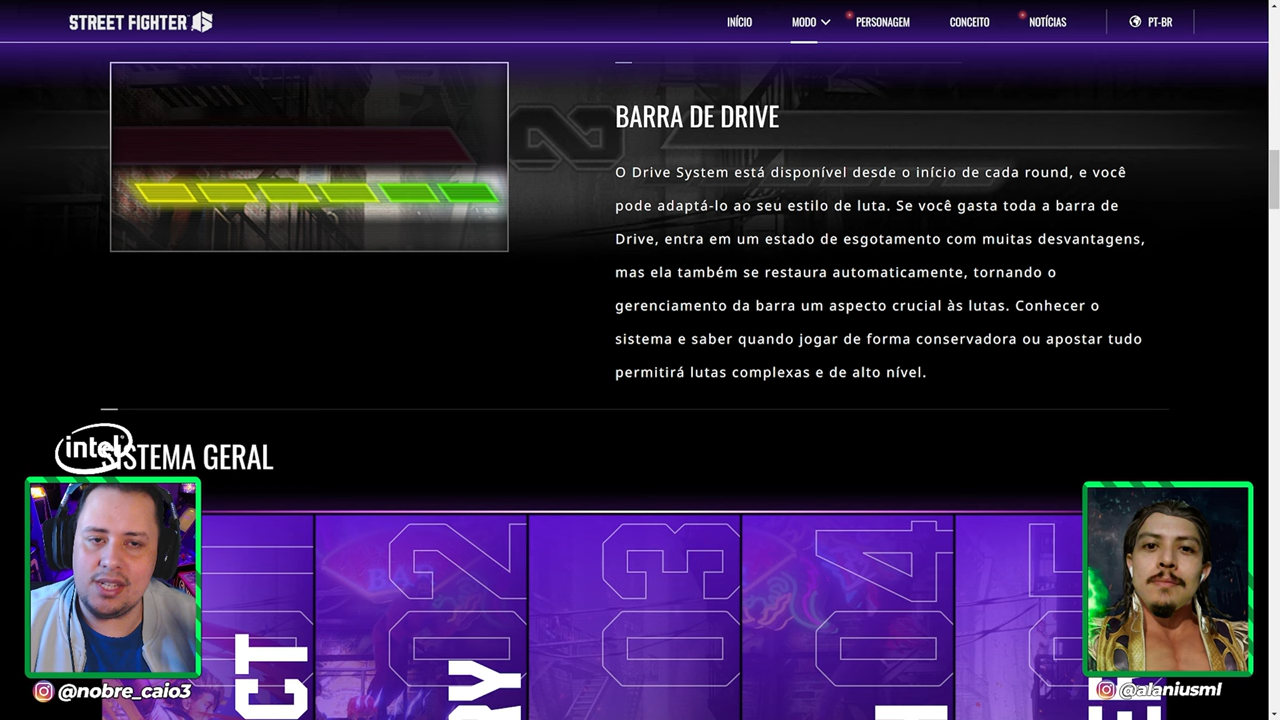 STREET FIGHTER 6
INÍCIO
MODO
PERSONAGEM
CONCEITO
NOTÍCIAS
PT-BR
BARRA DE DRIVE
O Drive System está disponível desde o início de cada round, e você
pode adaptá-lo ao seu estilo de luta. Se você gasta toda a barra de
Drive, entra em um estado de esgotamento com muitas desvantagens,
mas ela também se restaura automaticamente, tornando o
gerenciamento da barra um aspecto crucial às lutas. Conhecer o
sistema e saber quando jogar de forma conservadora ou apostar tudo
permitirá lutas complexas e de alto nível.
intel
SISTEMA GERAL
02
03
04
CT
RY
@nobre_caio3
@alaniusml